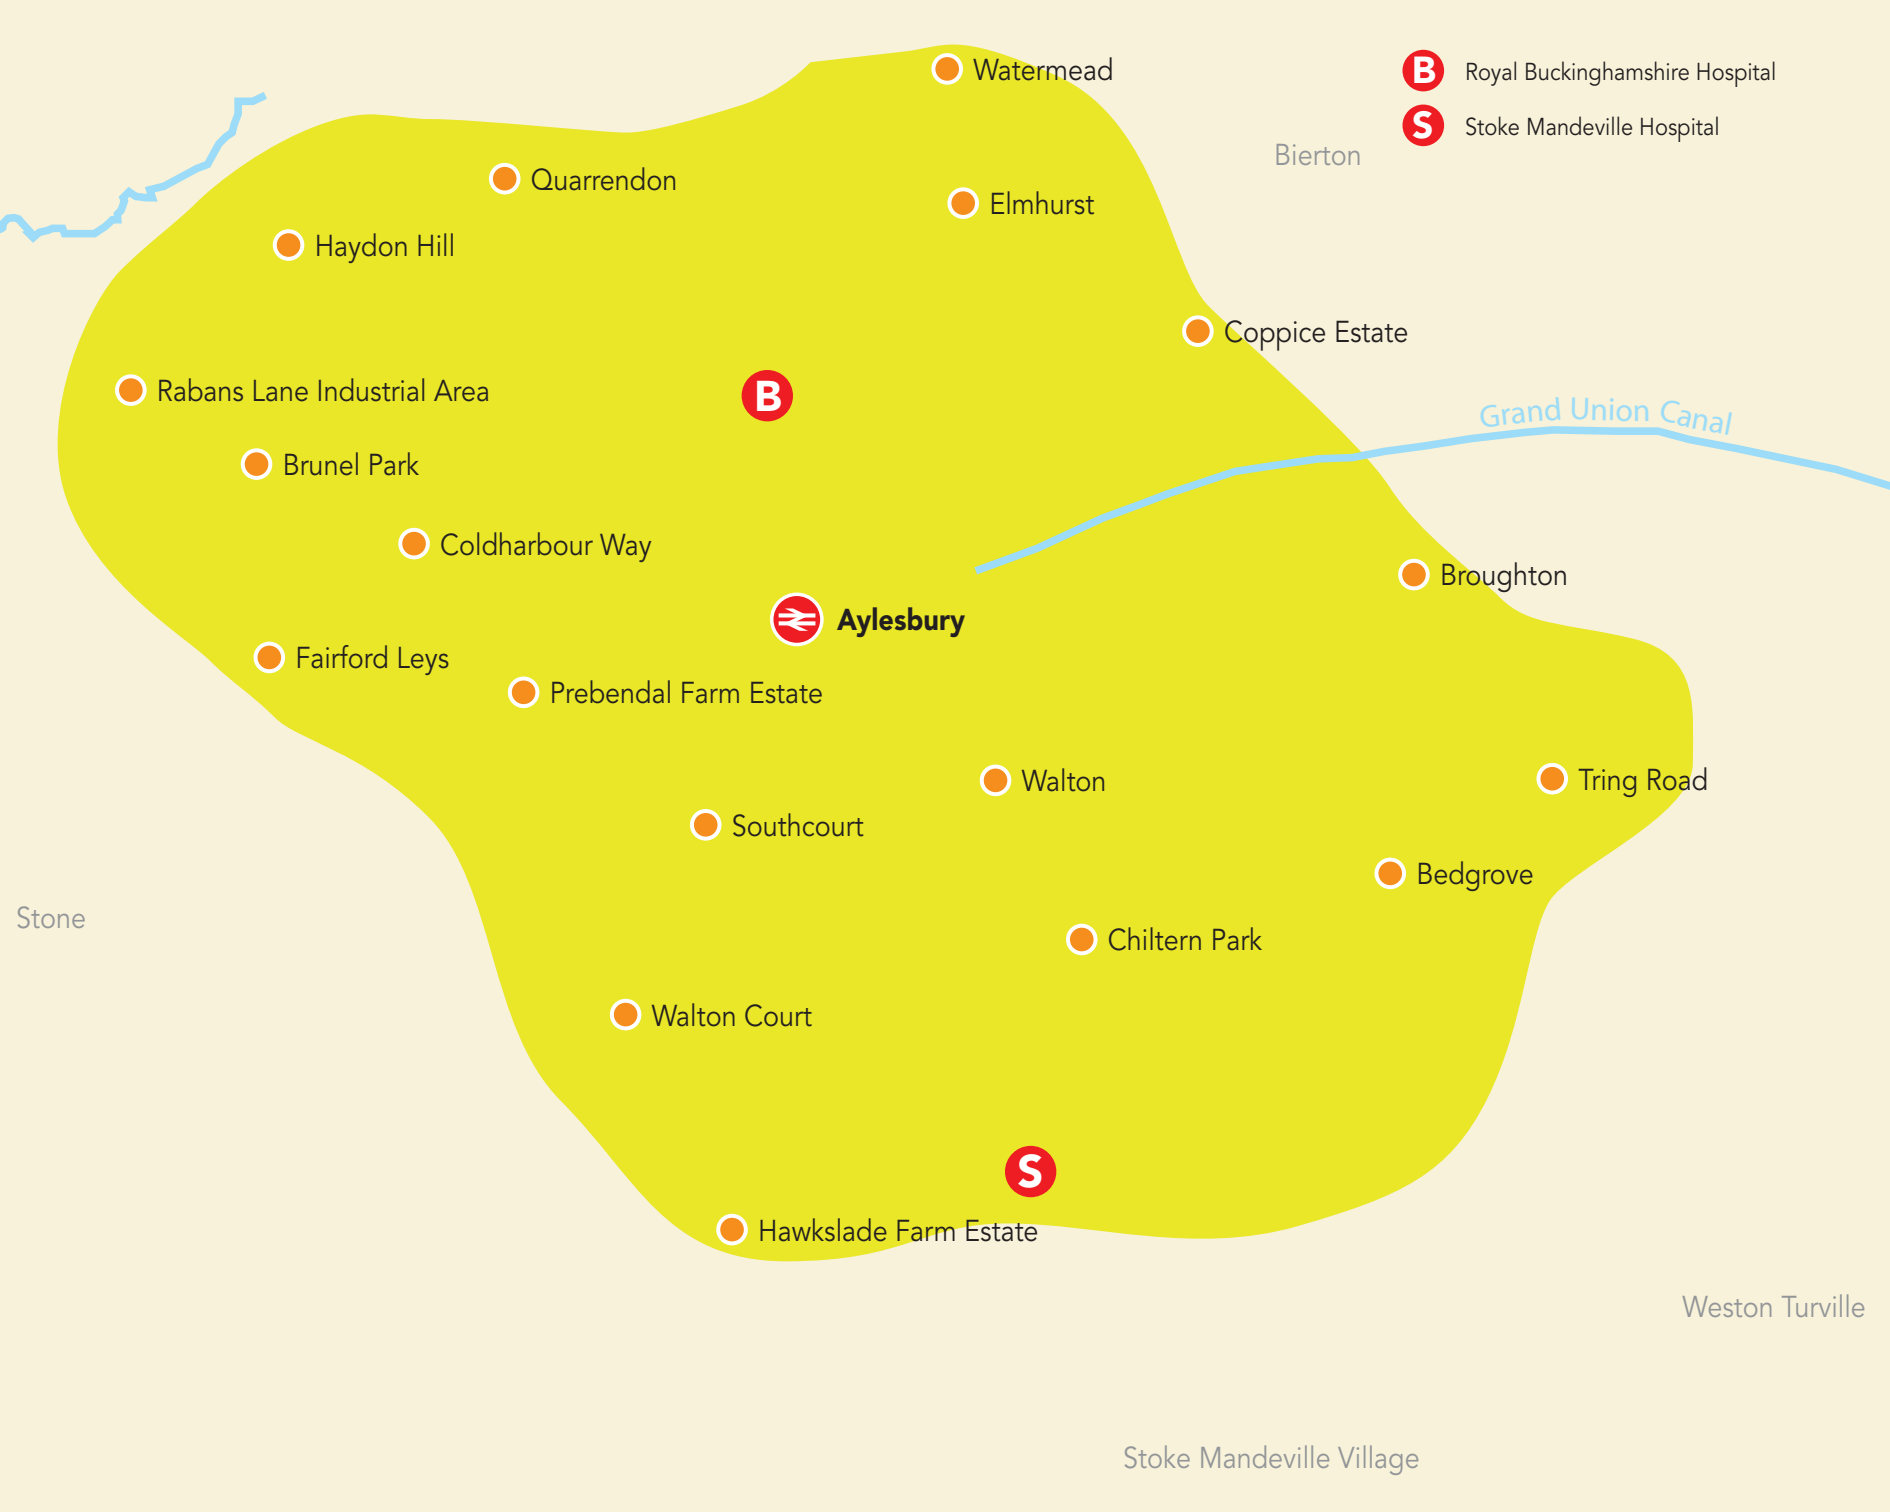 Watermead
B Royal Buckinghamshire Hospital
S Stoke Mandeville Hospital
Bierton
Quarrendon
Elmhurst
Haydon Hill
Coppice Estate
Rabans Lane Industrial Area
B
Grand Union Canal
Brunel Park
Coldharbour Way
Broughton
Aylesbury
Fairford Leys
Prebendal Farm Estate
Walton
Tring Road
Southcourt
Bedgrove
Stone
Chiltern Park
Walton Court
S
Hawkslade Farm Estate
Weston Turville
Stoke Mandeville Village